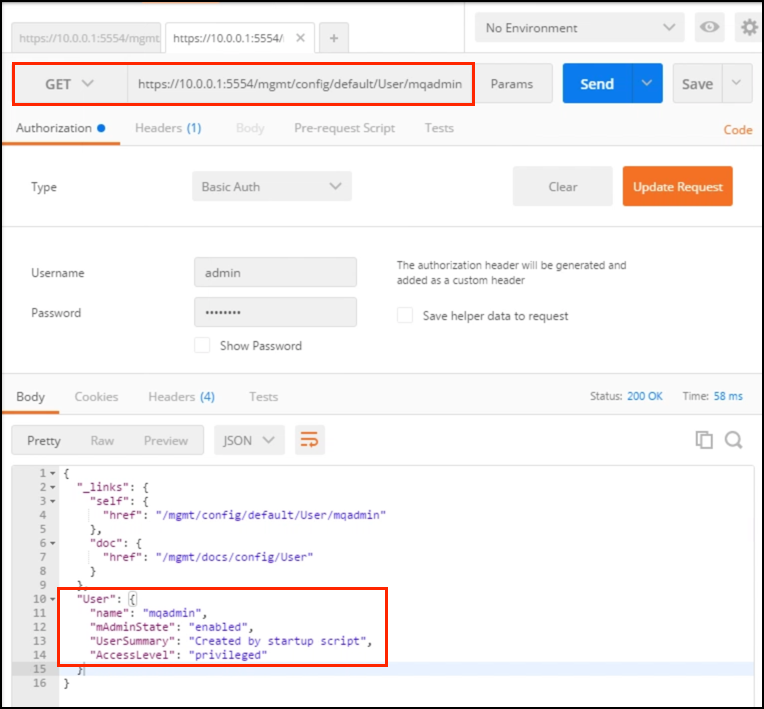 https://10.0.0.1:5554/mgmt
https://10.0.0.1:5554/
No Environment
GET
https://10.0.0.1:5554/mgmt/config/default/User/mqadmin
Params
Send
Save
Authorization
Headers (1)
Body
Pre-request Script
Tests
Code
Type
Basic Auth
Clear
Update Request
Username
admin
The authorization header will be generated and
added as a custom header
Password
••••••••
Save helper data to request
Show Password
Body
Cookies
Headers (4)
Tests
Status: 200 OK
Time: 58 ms
Pretty
Raw
Preview
JSON
1 {
2 "_links": {
3 "self": {
4 "href": "/mgmt/config/default/User/mqadmin"
5 },
6 "doc": {
7 "href": "/mgmt/docs/config/User"
8 }
9 },
10 "User": {
11 "name": "mqadmin",
12 "mAdminState": "enabled",
13 "UserSummary": "Created by startup script",
14 "AccessLevel": "privileged"
15 }
16 }